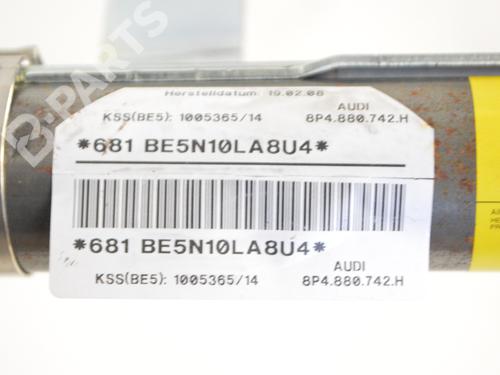 B-PARTS
Herstelldatum: 19.02.08
KSS(BE5): 1005365/14 AUDI 8P4.880.742.H
*681 BE5N10LA8U4*
*681 BE5N10LA8U4*
KSS(BE5): 1005365/14 AUDI 8P4.880.742.H